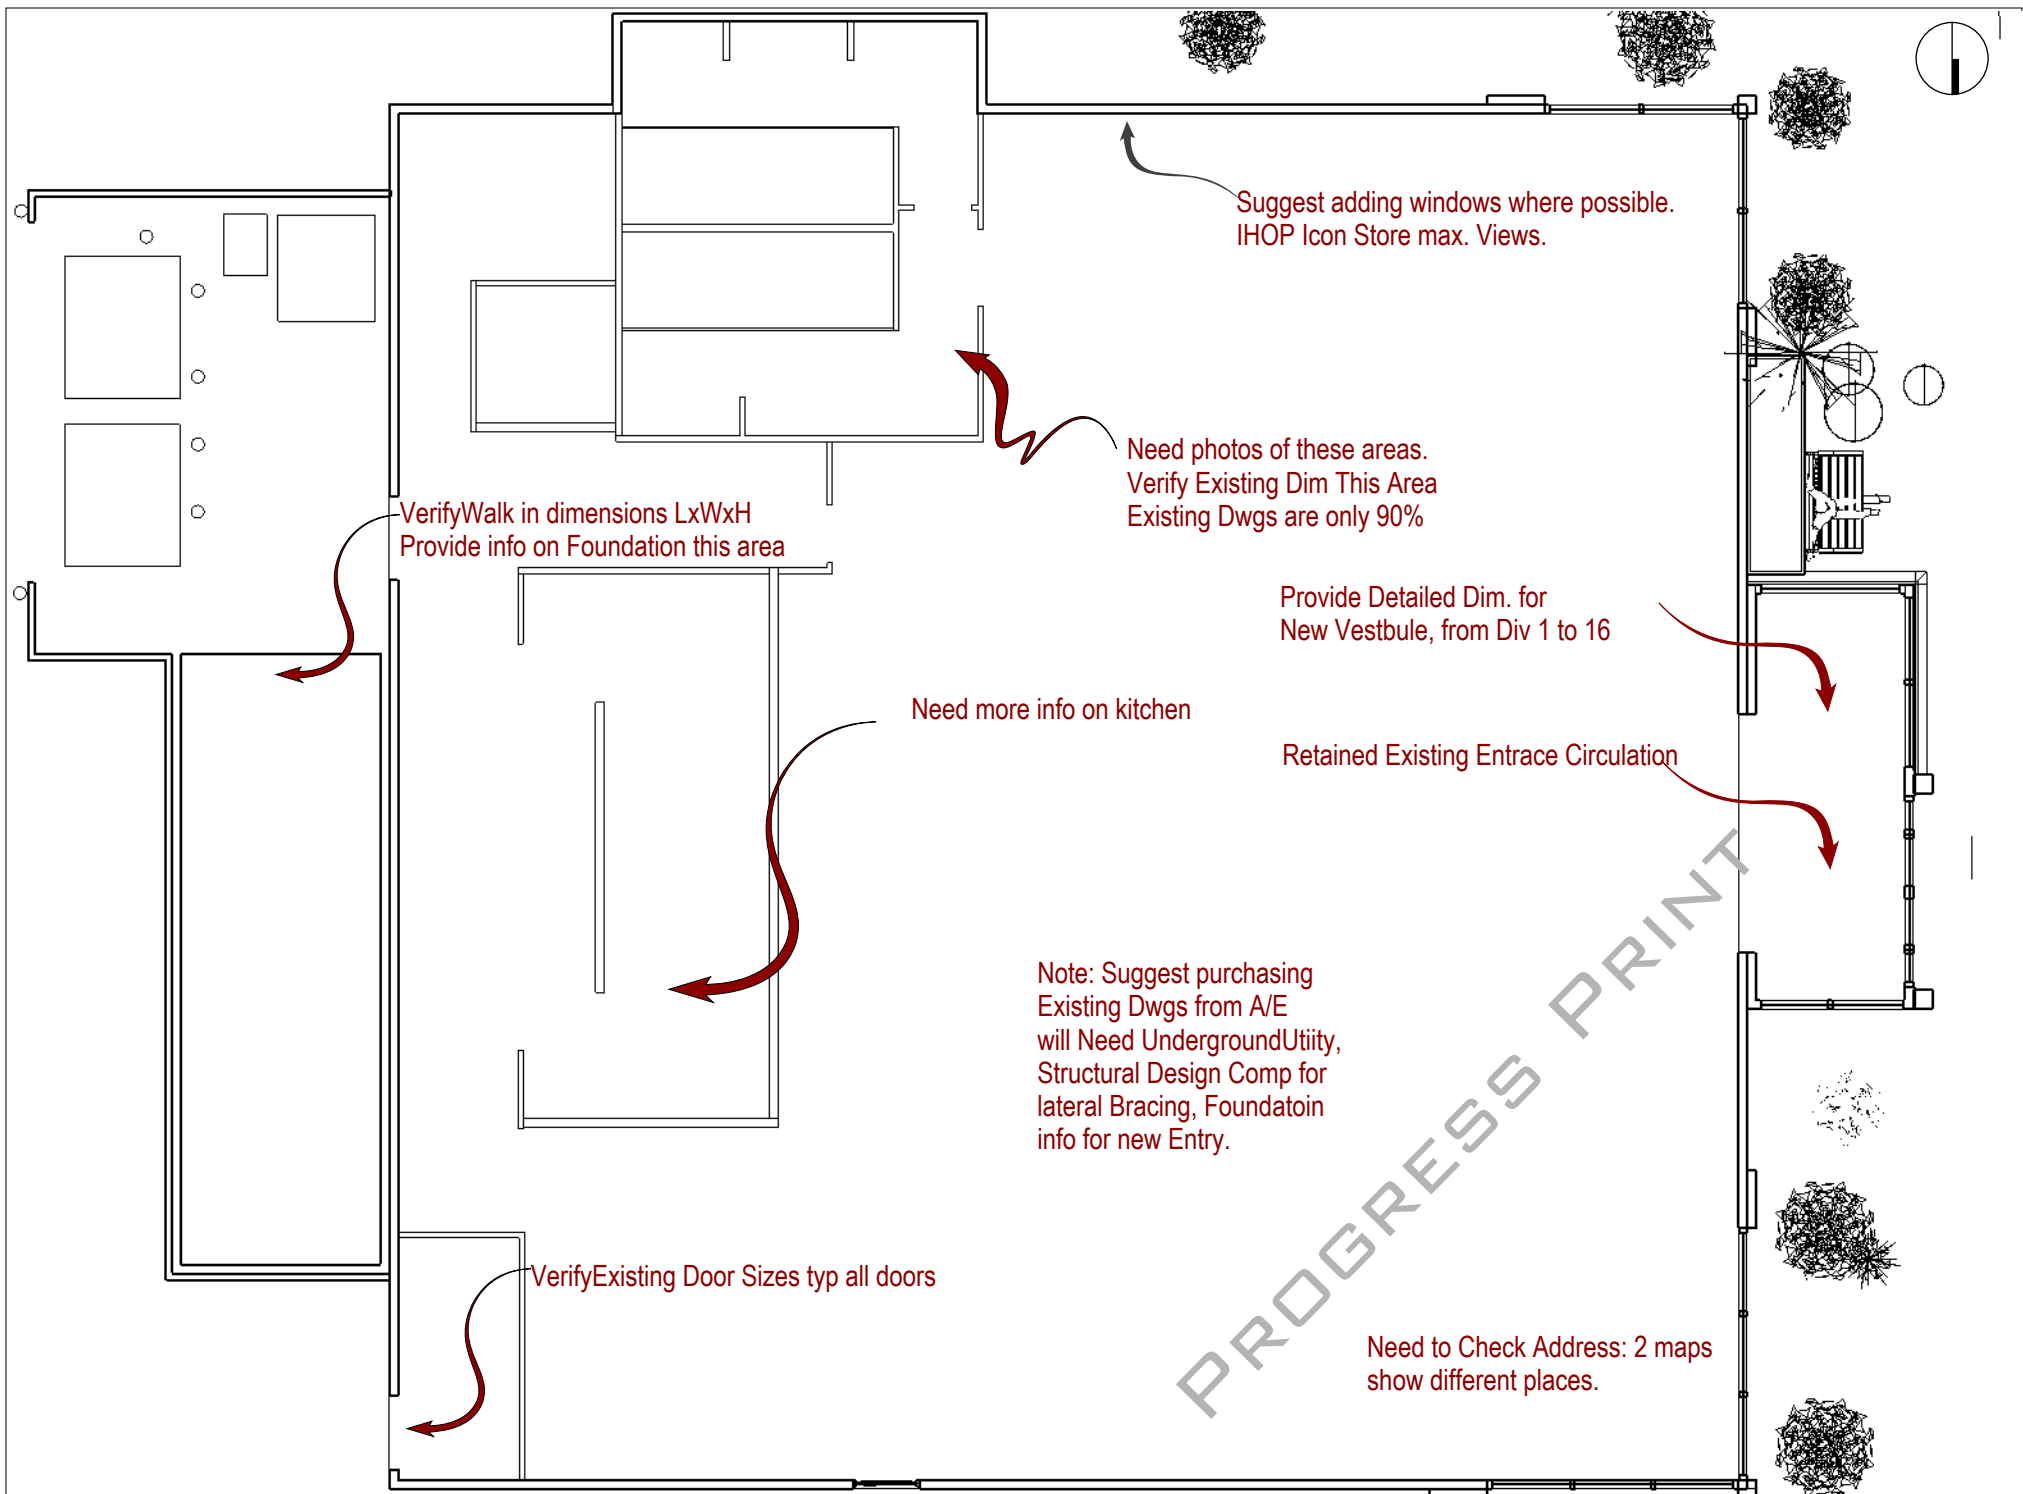 Suggest adding windows where possible.
IHOP Icon Store max. Views.
Need photos of these areas.
Verify Existing Dim This Area
Existing Dwgs are only 90%
VerifyWalk in dimensions LxWxH
Provide info on Foundation this area
Provide Detailed Dim. for
New Vestbule, from Div 1 to 16
Need more info on kitchen
Retained Existing Entrace Circulation
Note: Suggest purchasing
Existing Dwgs from A/E
will Need UndergroundUtiity,
Structural Design Comp for
lateral Bracing, Foundatoin
info for new Entry.
PROGRESS PRINT
VerifyExisting Door Sizes typ all doors
Need to Check Address: 2 maps
show different places.